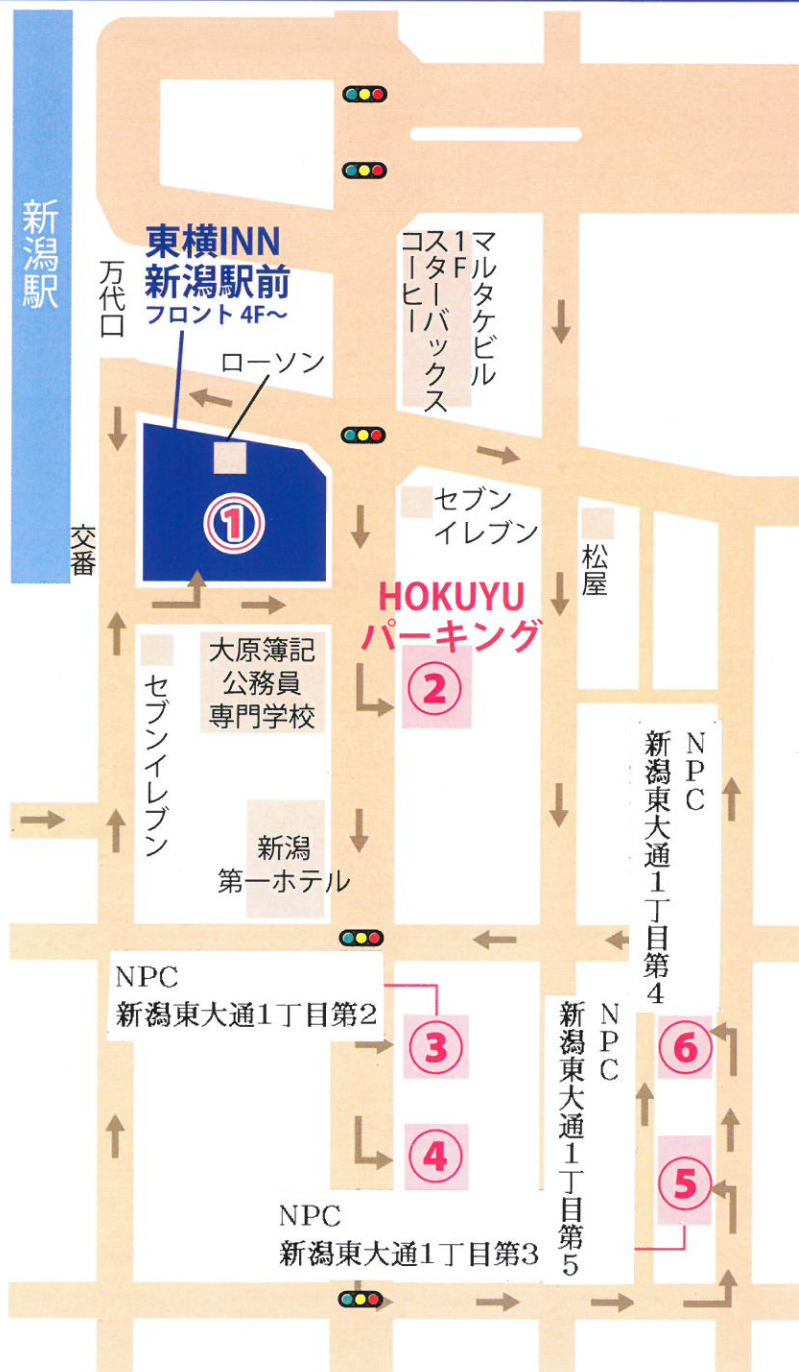 新潟駅
万代口
東横INN
新潟駅前
フロント 4F～
ローソン
マルタケビル
1F
スターバックス
コーヒー
①
交番
セブン
イレブン
松屋
HOKUYU
パーキング
②
大原簿記
公務員
専門学校
セブンイレブン
新潟
第一ホテル
NPC
新潟東大通1丁目第4
NPC
新潟東大通1丁目第2
③
NPC
新潟東大通1丁目第5
⑥
④
⑤
NPC
新潟東大通1丁目第3